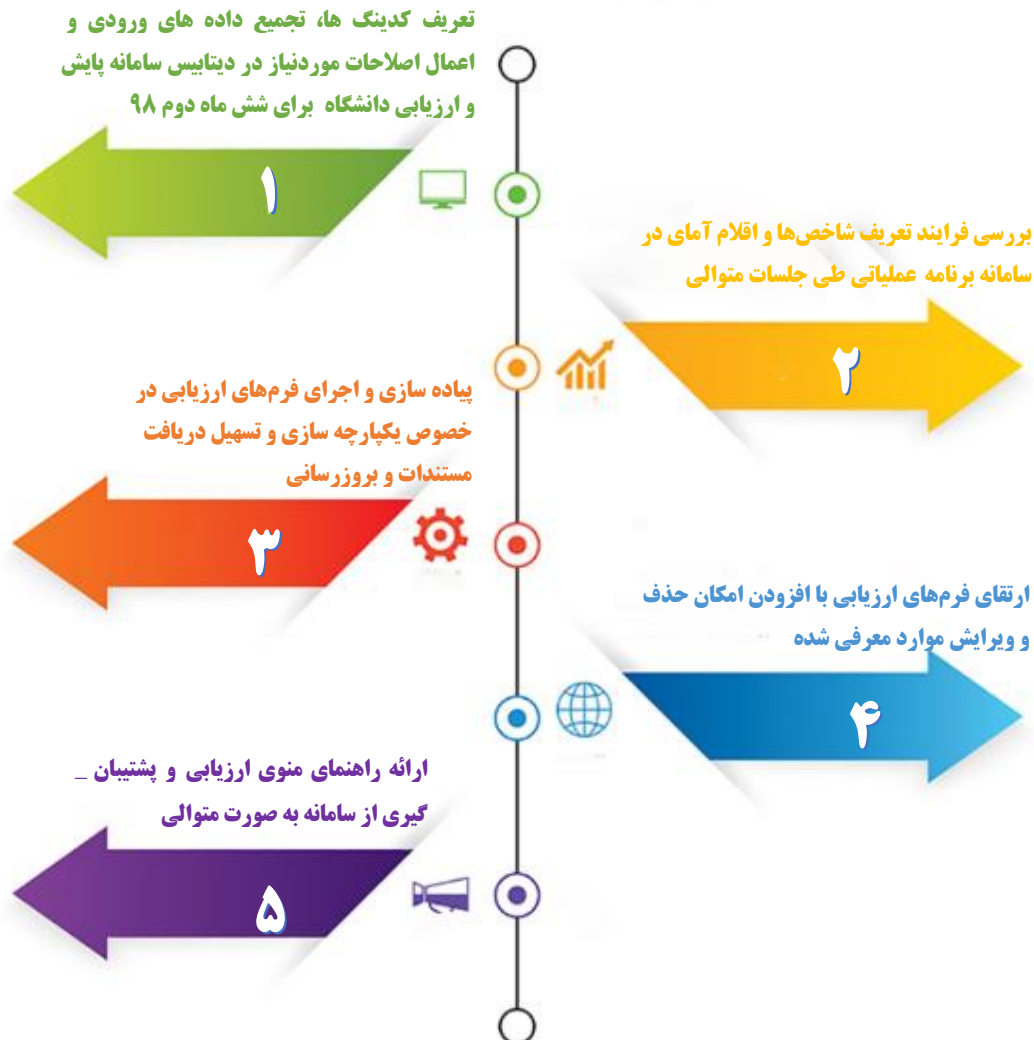 تعریف کدینگ ها، تجمیع داده های ورودی و
اعمال اصلاحات موردنیاز در دیتابیس سامانه پایش
و ارزیابی دانشگاه برای شش ماه دوم ۹۸
۱
بررسی فرایند تعریف شاخص‌ها و اقلام آمای در
سامانه برنامه عملیاتی طی جلسات متوالی
۲
پیاده سازی و اجرای فرم‌های ارزیابی در
خصوص یکپارچه سازی و تسهیل دریافت
مستندات و بروزرسانی
۳
ارتقای فرم‌های ارزیابی با افزودن امکان حذف
و ویرایش موارد معرفی شده
۴
ارائه راهنمای منوی ارزیابی و پشتیبان _
گیری از سامانه به صورت متوالی
۵